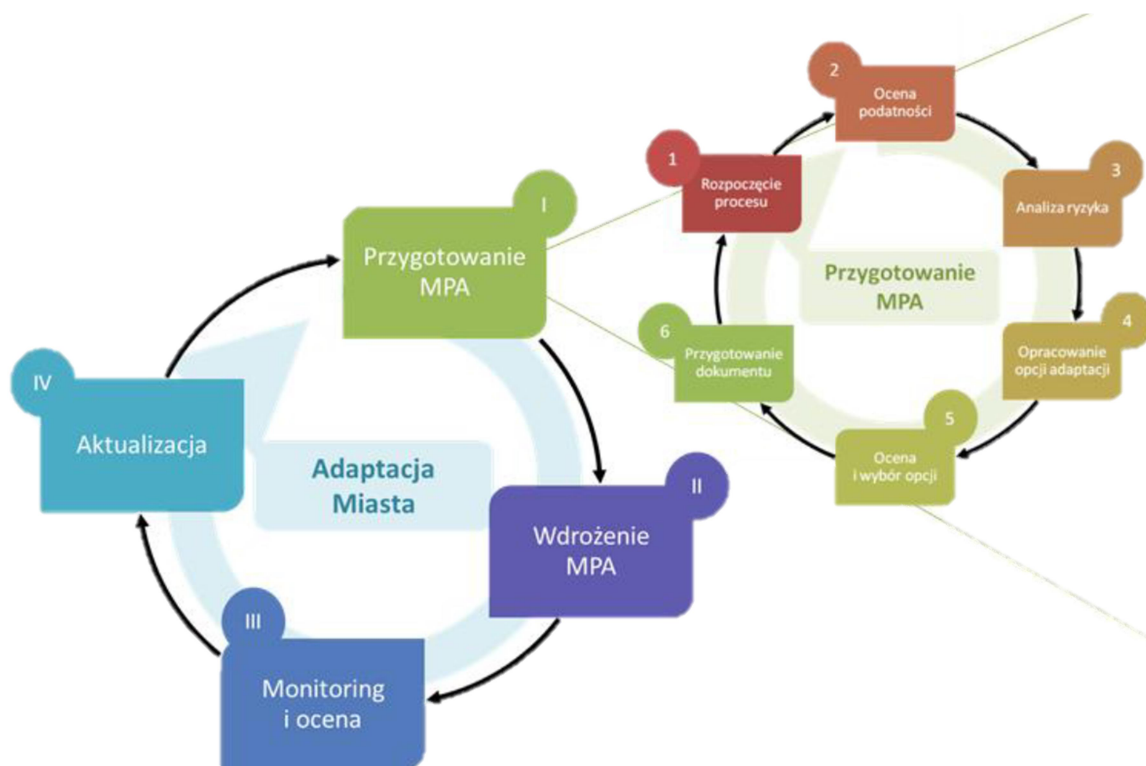 I
Przygotowanie
MPA
II
Wdrożenie
MPA
III
Monitoring
i ocena
IV
Aktualizacja
Adaptacja
Miasta
1
Rozpoczęcie
procesu
2
Ocena
podatności
3
Analiza ryzyka
4
Opracowanie
opcji adaptacji
5
Ocena
i wybór opcji
6
Przygotowanie
dokumentu
Przygotowanie
MPA